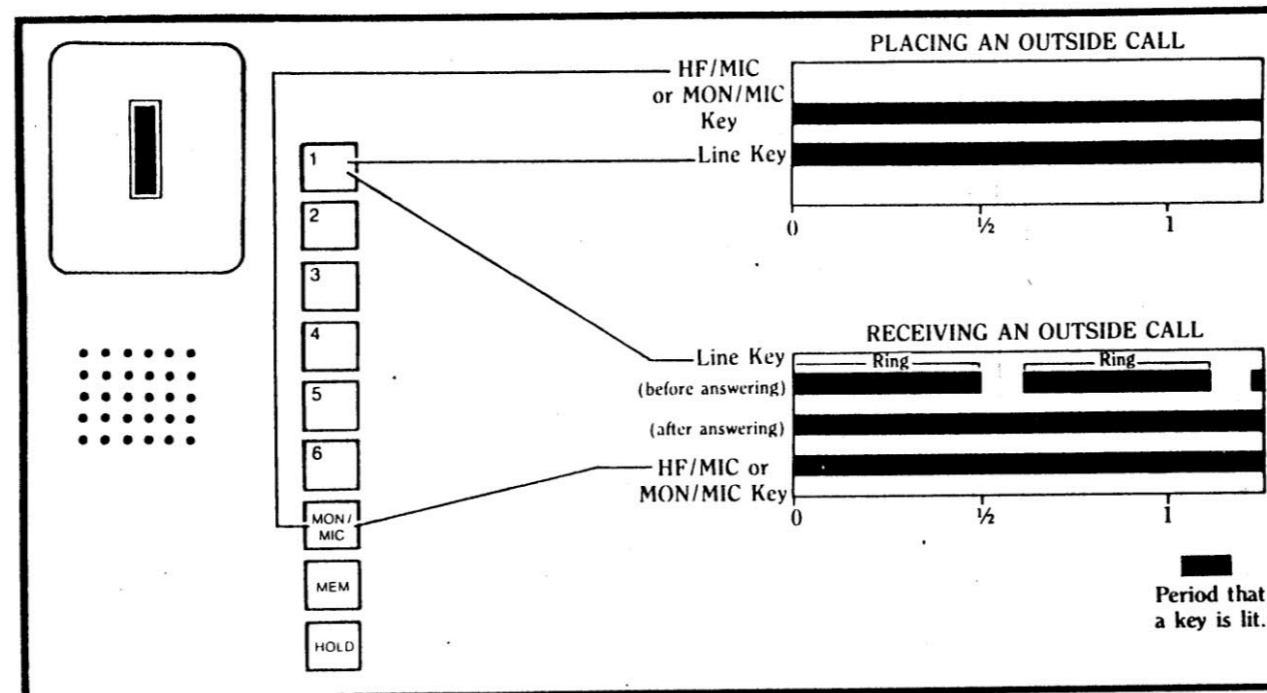 PLACING AN OUTSIDE CALL
HF/MIC
or MON/MIC
Key
Line Key
0 ½ 1
1
2
3
4
5
6
MON/
MIC
MEM
HOLD
RECEIVING AN OUTSIDE CALL
Line Key
Ring Ring
(before answering)
(after answering)
HF/MIC or
MON/MIC Key
0 ½ 1
Period that
a key is lit.